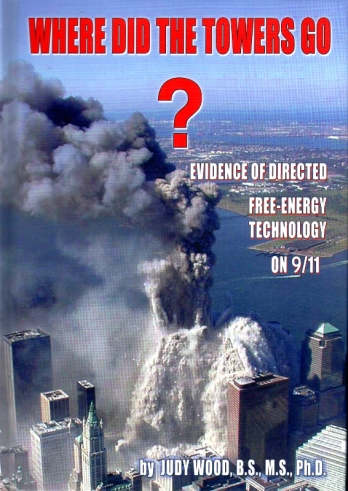 WHERE DID THE TOWERS GO
?
EVIDENCE OF DIRECTED
FREE-ENERGY
TECHNOLOGY
ON 9/11
by JUDY WOOD, B.S., M.S., Ph.D.